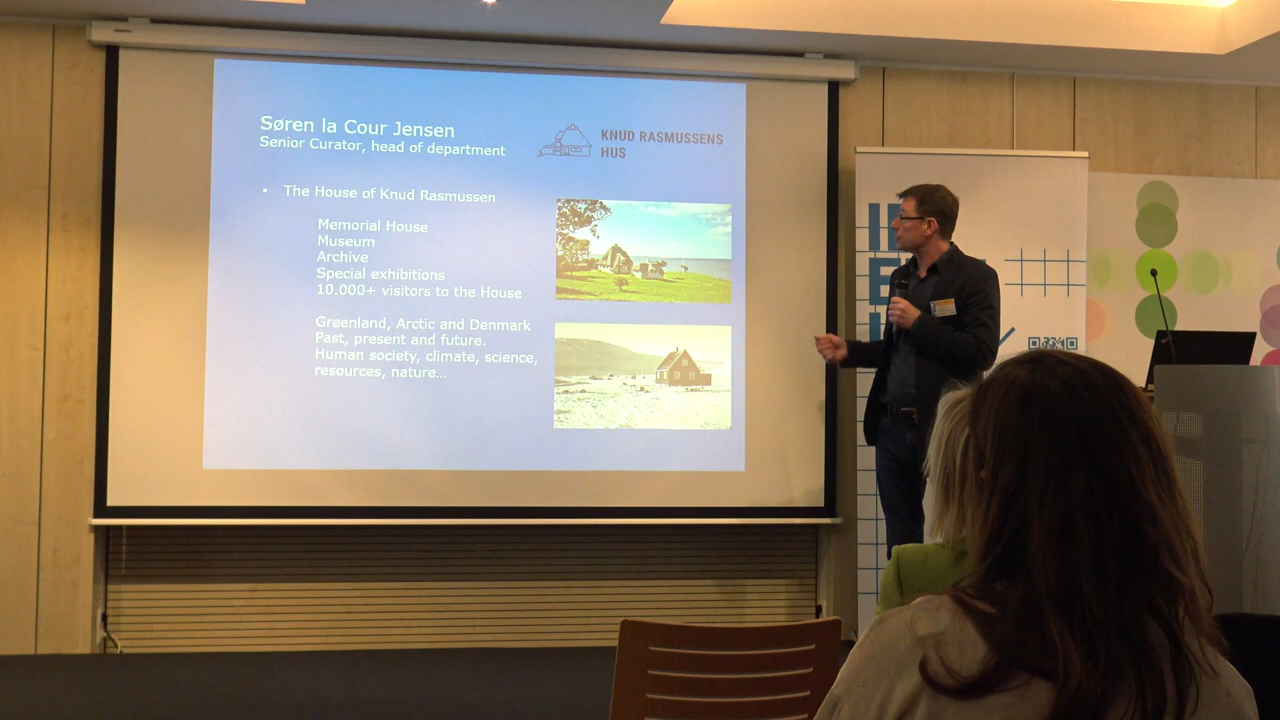 Søren la Cour Jensen
Senior Curator, head of department
KNUD RASMUSSENS
HUS
• The House of Knud Rasmussen
Memorial House
Museum
Archive
Special exhibitions
10.000+ visitors to the House
Greenland, Arctic and Denmark
Past, present and future.
Human society, climate, science,
resources, nature...